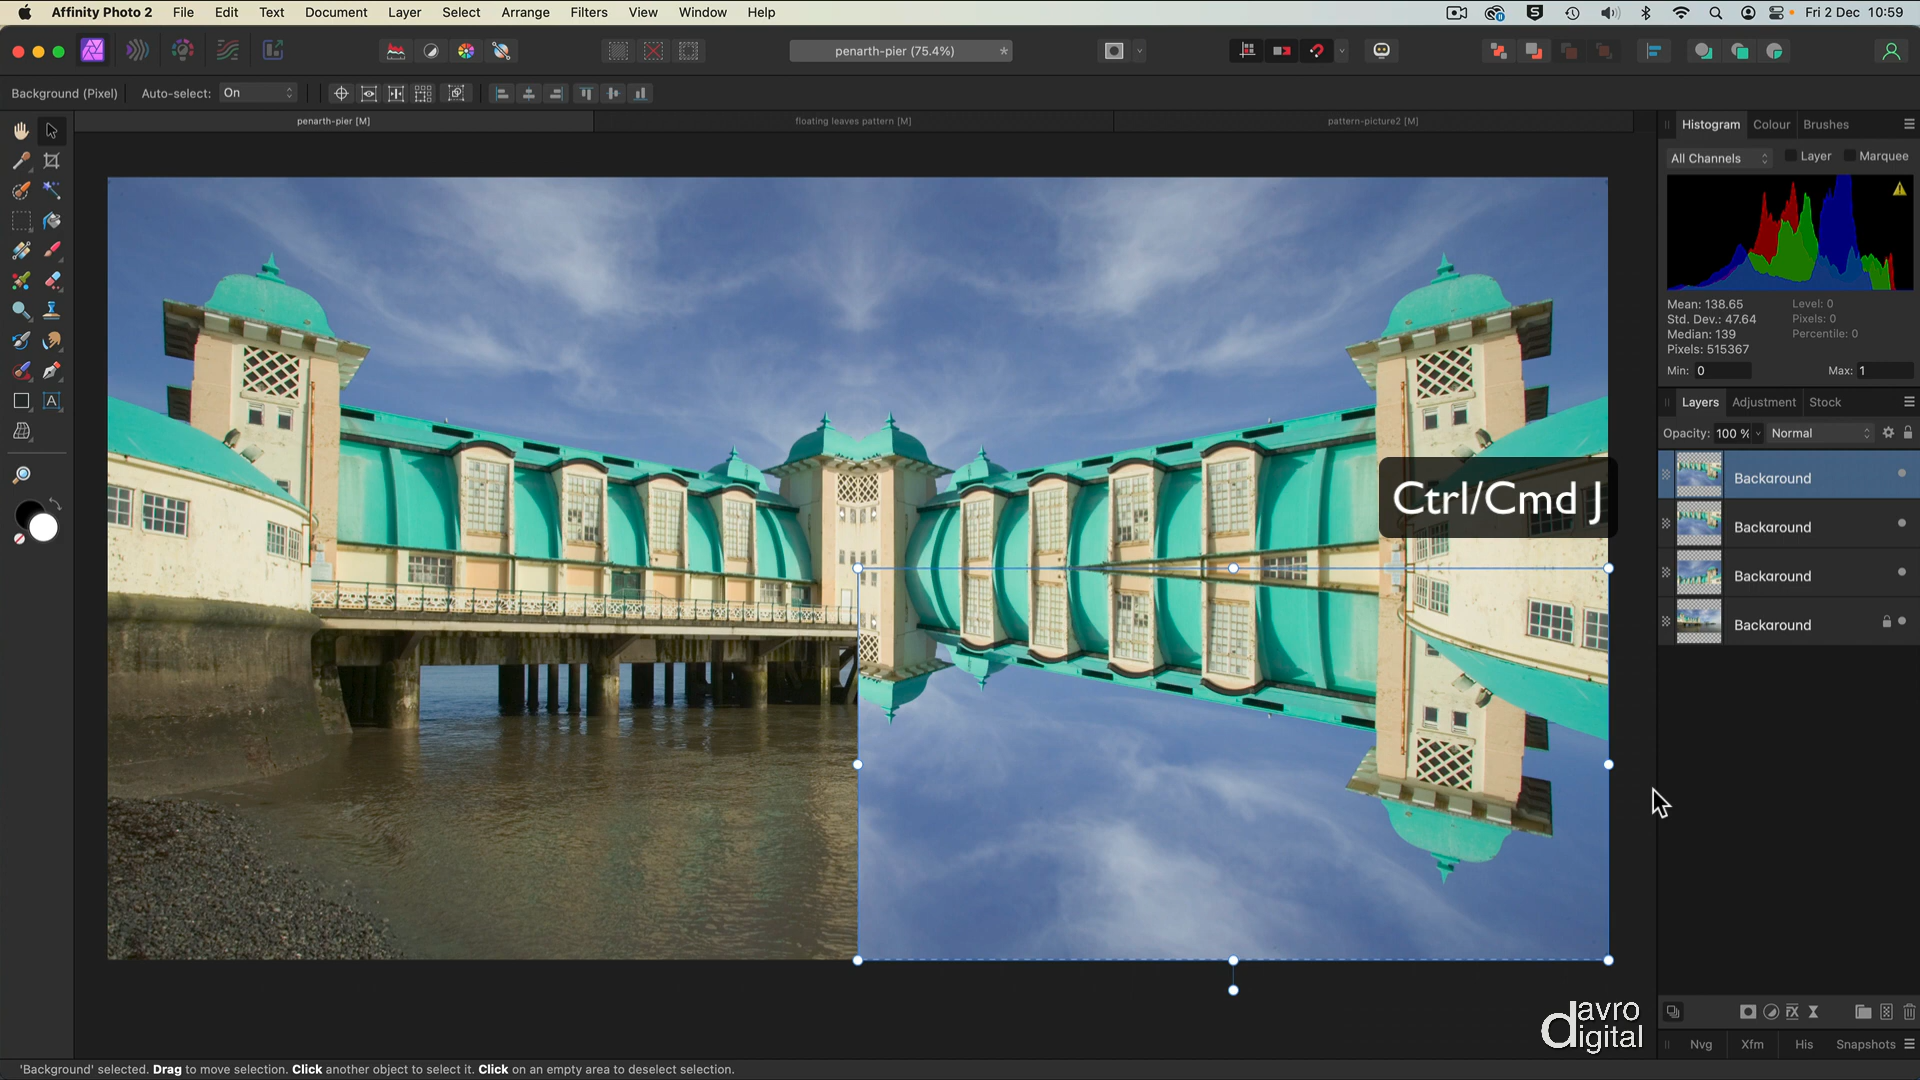 Affinity Photo 2 File Edit Text Document Layer Select Arrange Filters View Window Help Fri 2 Dec 10:59
penarth-pier (75.4%) *
Background (Pixel) Auto-select: On
penarth-pier [M] floating leaves pattern [M] pattern-picture2 [M]
Histogram Colour Brushes
All Channels Layer Marquee
Mean: 138.65 Level: 0
Std. Dev.: 47.64 Pixels: 0
Median: 139 Percentile: 0
Pixels: 515367
Min: 0 Max: 1
Layers Adjustment Stock
Opacity: 100 % Normal
Background
Ctrl/Cmd J
Background
Background
Background
davro
digital
Nvg Xfm His Snapshots
'Background' selected. Drag to move selection. Click another object to select it. Click on an empty area to deselect selection.